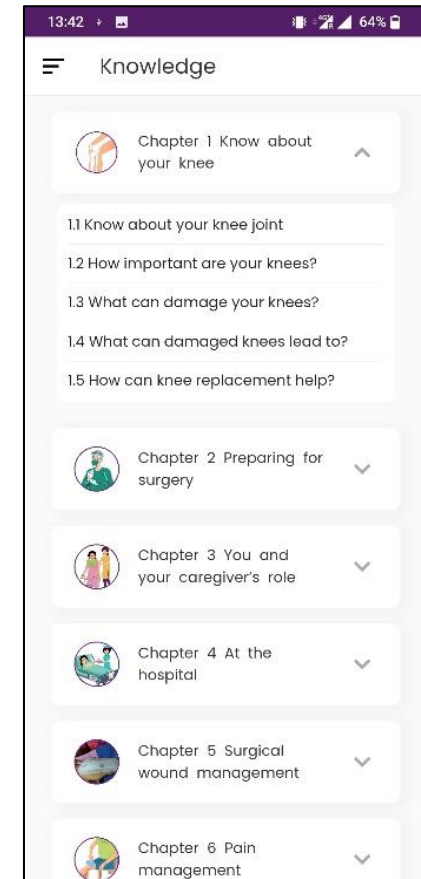 13:42
64%
Knowledge
Chapter 1 Know about
your knee
1.1 Know about your knee joint
1.2 How important are your knees?
1.3 What can damage your knees?
1.4 What can damaged knees lead to?
1.5 How can knee replacement help?
Chapter 2 Preparing for
surgery
Chapter 3 You and
your caregiver's role
Chapter 4 At the
hospital
Chapter 5 Surgical
wound management
Chapter 6 Pain
management